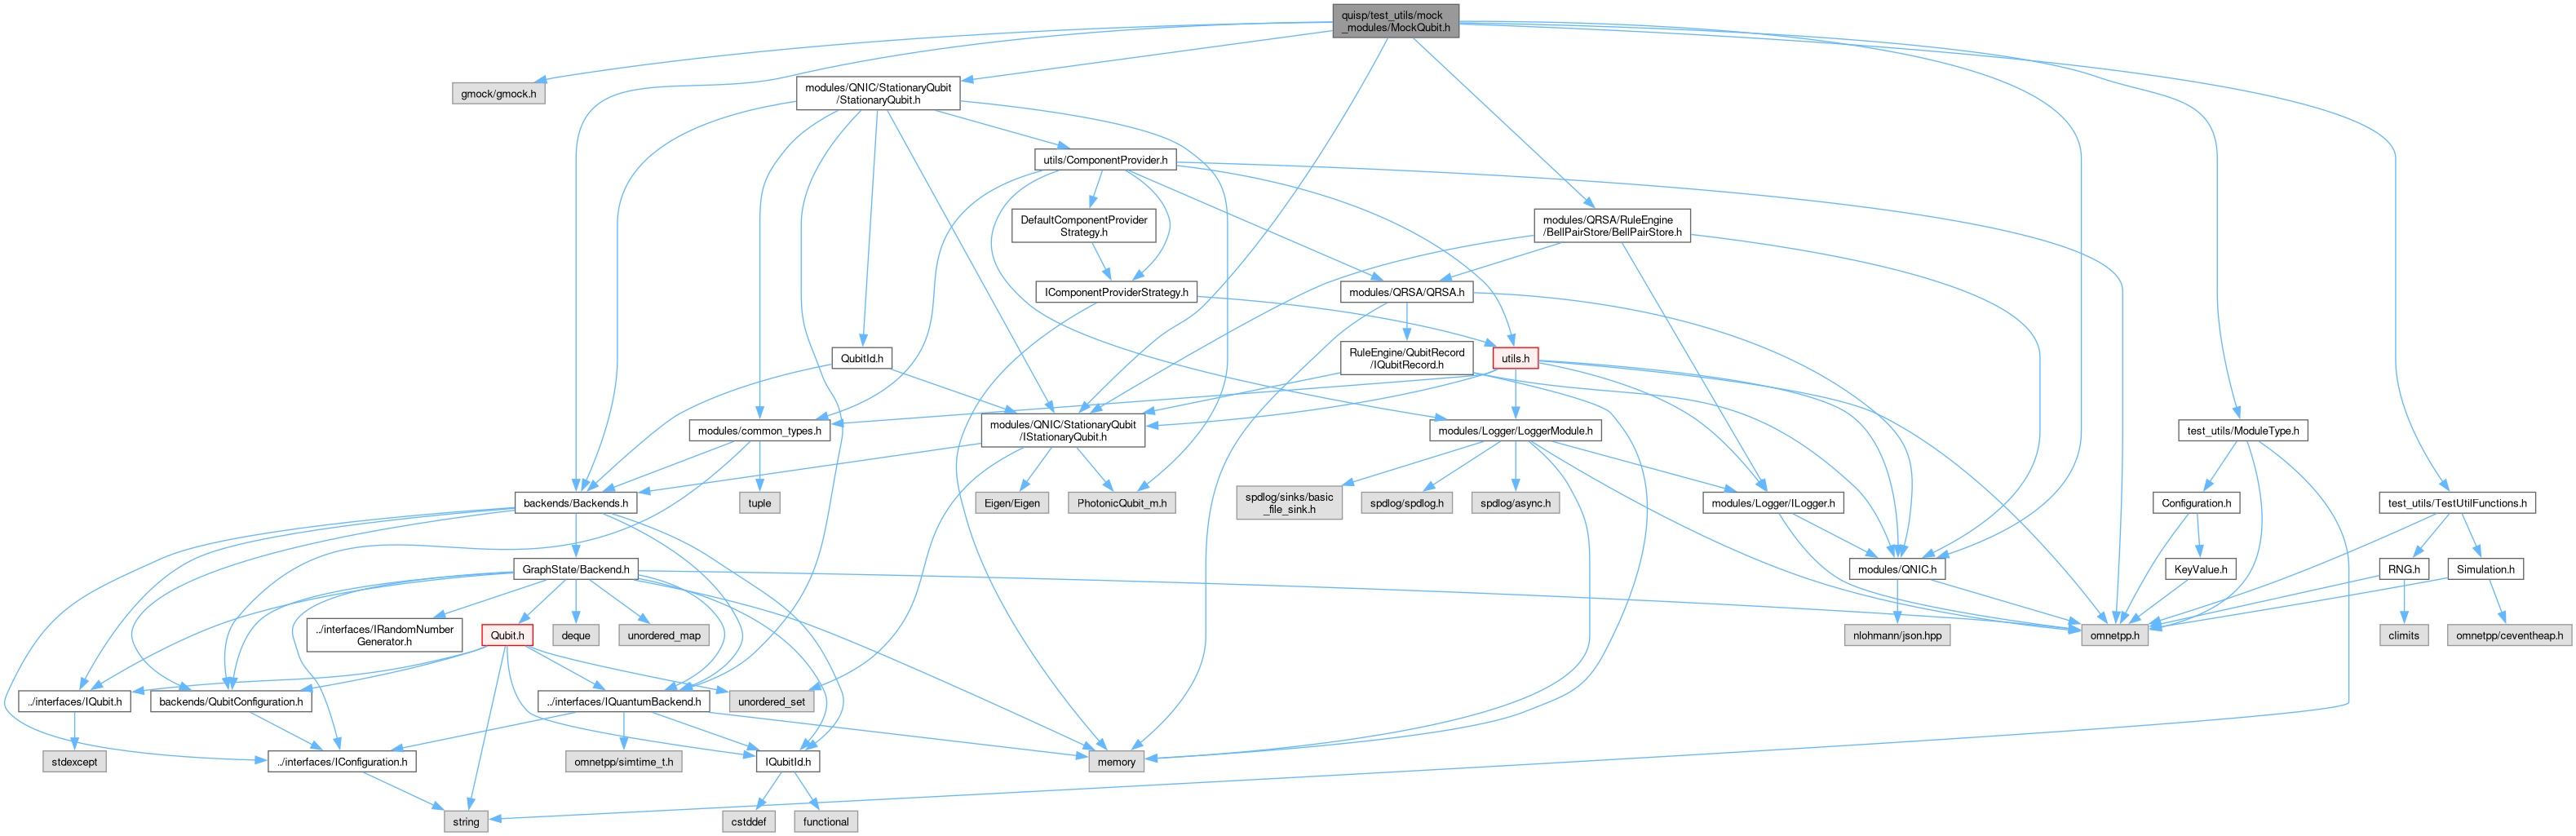 quisp/test_utils/mock
_modules/MockQubit.h
gmock/gmock.h
modules/QNIC/StationaryQubit
/StationaryQubit.h
utils/ComponentProvider.h
DefaultComponentProvider
Strategy.h
modules/QRSA/RuleEngine
/BellPairStore/BellPairStore.h
IComponentProviderStrategy.h
modules/QRSA/QRSA.h
QubitId.h
RuleEngine/QubitRecord
/IQubitRecord.h
utils.h
modules/common_types.h
modules/QNIC/StationaryQubit
/IStationaryQubit.h
modules/Logger/LoggerModule.h
test_utils/ModuleType.h
backends/Backends.h
tuple
Eigen/Eigen
PhotonicQubit_m.h
spdlog/sinks/basic
_file_sink.h
spdlog/spdlog.h
spdlog/async.h
modules/Logger/ILogger.h
Configuration.h
test_utils/TestUtilFunctions.h
GraphState/Backend.h
modules/QNIC.h
KeyValue.h
RNG.h
Simulation.h
../interfaces/IRandomNumber
Generator.h
Qubit.h
deque
unordered_map
nlohmann/json.hpp
omnetpp.h
climits
omnetpp/ceventheap.h
../interfaces/IQubit.h
backends/QubitConfiguration.h
../interfaces/IQuantumBackend.h
unordered_set
stdexcept
../interfaces/IConfiguration.h
omnetpp/simtime_t.h
IQubitId.h
memory
string
cstddef
functional